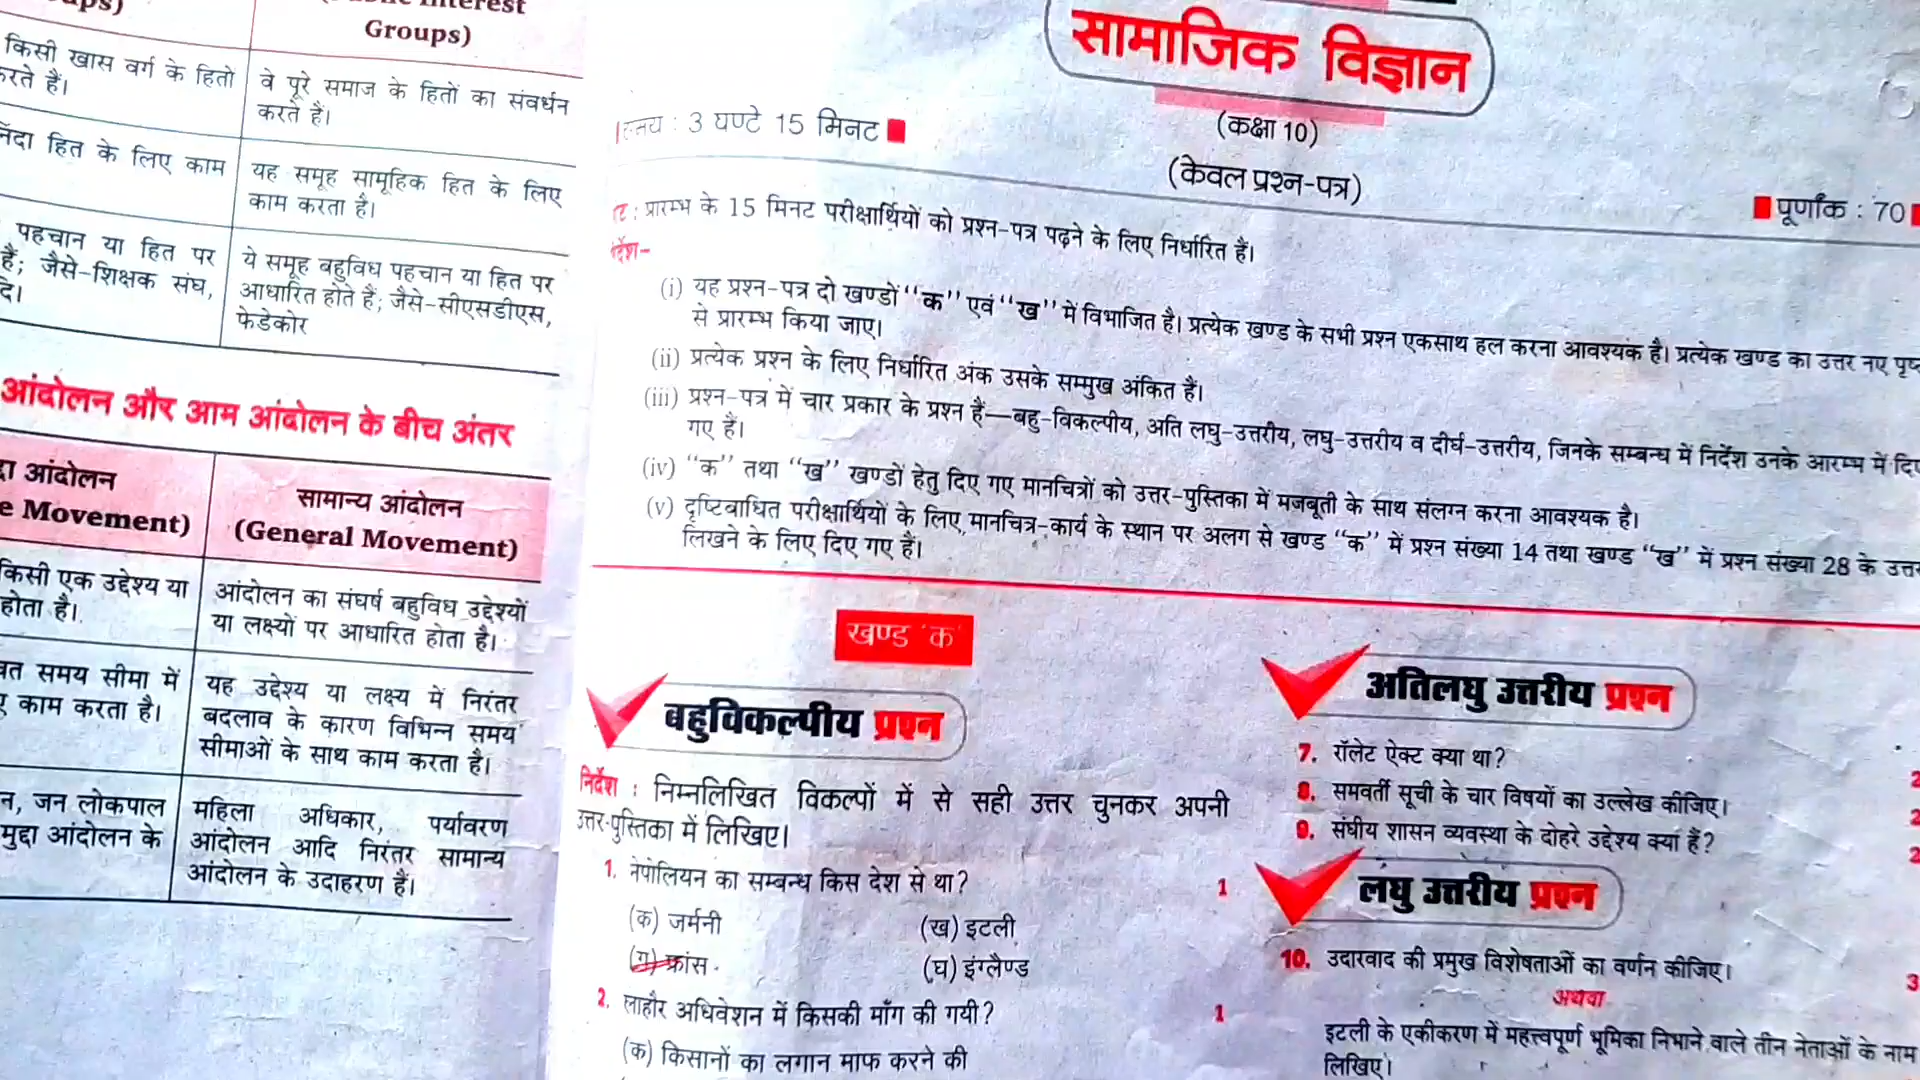 Groups)
किसी खास वर्ग के हितों
करते हैं।
वे पूरे समाज के हितों का संवर्धन
करते हैं।
हित के लिए काम
यह समूह सामूहिक हित के लिए
काम करता है।
पहचान या हित पर
हैं; जैसे-शिक्षक संघ,
ये समूह बहुविध पहचान या हित पर
आधारित होते हैं; जैसे-सीएसडीएस,
फेडेकोर
आंदोलन और आम आंदोलन के बीच अंतर
आंदोलन
Movement)
सामान्य आंदोलन
(General Movement)
किसी एक उद्देश्य या
होता है।
आंदोलन का संघर्ष बहुविध उद्देश्यों
या लक्ष्यों पर आधारित होता है।
समय सीमा में
काम करता है।
यह उद्देश्य या लक्ष्य में निरंतर
बदलाव के कारण विभिन्न समय
सीमाओं के साथ काम करता है।
जन लोकपाल
मुद्दा आंदोलन के
महिला अधिकार, पर्यावरण
आंदोलन आदि निरंतर सामान्य
आंदोलन के उदाहरण हैं।
सामाजिक विज्ञान
(कक्षा 10)
(केवल प्रश्न-पत्र)
समय : 3 घण्टे 15 मिनट
पूर्णांक : 70
प्रारम्भ के 15 मिनट परीक्षार्थियों को प्रश्न-पत्र पढ़ने के लिए निर्धारित हैं।
(i) यह प्रश्न-पत्र दो खण्डों "क" एवं "ख" में विभाजित है। प्रत्येक खण्ड के सभी प्रश्न एकसाथ हल करना आवश्यक है। प्रत्येक खण्ड का उत्तर नए
से प्रारम्भ किया जाए।
(ii) प्रत्येक प्रश्न के लिए निर्धारित अंक उसके सम्मुख अंकित हैं।
(iii) प्रश्न-पत्र में चार प्रकार के प्रश्न हैं—बहु-विकल्पीय, अति लघु-उत्तरीय, लघु-उत्तरीय व दीर्घ-उत्तरीय, जिनके सम्बन्ध में निर्देश उनके आरम्भ में दिए
गए हैं।
(iv) "क" तथा "ख" खण्डों हेतु दिए गए मानचित्रों को उत्तर-पुस्तिका में मजबूती के साथ संलग्न करना आवश्यक है।
(v) दृष्टिबाधित परीक्षार्थियों के लिए मानचित्र-कार्य के स्थान पर अलग से खण्ड "क" में प्रश्न संख्या 14 तथा खण्ड "ख" में प्रश्न संख्या 28 के उत्तर
लिखने के लिए दिए गए हैं।
खण्ड 'क'
बहुविकल्पीय प्रश्न
निर्देश : निम्नलिखित विकल्पों में से सही उत्तर चुनकर अपनी
उत्तर-पुस्तिका में लिखिए।
1. नेपोलियन का सम्बन्ध किस देश से था? 1
(क) जर्मनी (ख) इटली
(ग) फ्रांस (घ) इंग्लैण्ड
2. लाहौर अधिवेशन में किसकी माँग की गयी? 1
(क) किसानों का लगान माफ करने की
अतिलघु उत्तरीय प्रश्न
7. रॉलेट ऐक्ट क्या था? 2
8. समवर्ती सूची के चार विषयों का उल्लेख कीजिए। 2
9. संघीय शासन व्यवस्था के दोहरे उद्देश्य क्या हैं? 2
लघु उत्तरीय प्रश्न
10. उदारवाद की प्रमुख विशेषताओं का वर्णन कीजिए। 3
अथवा
इटली के एकीकरण में महत्त्वपूर्ण भूमिका निभाने वाले तीन नेताओं के नाम
लिखिए।